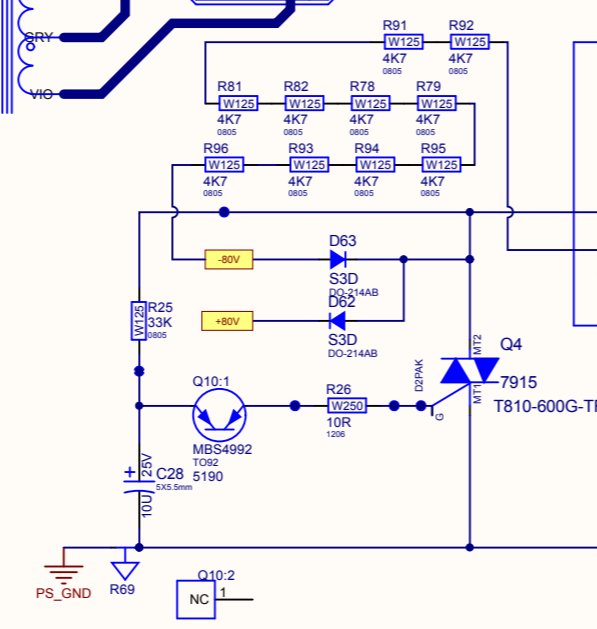 GRY
VIO
R91 R92
W125 W125
4K7 4K7
0805 0805
R81 R82 R78 R79
W125 W125 W125 W125
4K7 4K7 4K7 4K7
0805 0805 0805 0805
R96 R93 R94 R95
W125 W125 W125 W125
4K7 4K7 4K7 4K7
0805 0805 0805 0805
D63
-80V
S3D
DO-214AB
D62
+80V
S3D
DO-214AB
R25
W125
33K
0805
MT2
Q4
D2PAK
7915
MT1
T810-600G-TR
G
Q10:1
R26
W250
10R
1206
MBS4992
TO92
5190
25V
+
C28
5X5.5mm
10U
PS_GND
R69
Q10:2
NC 1